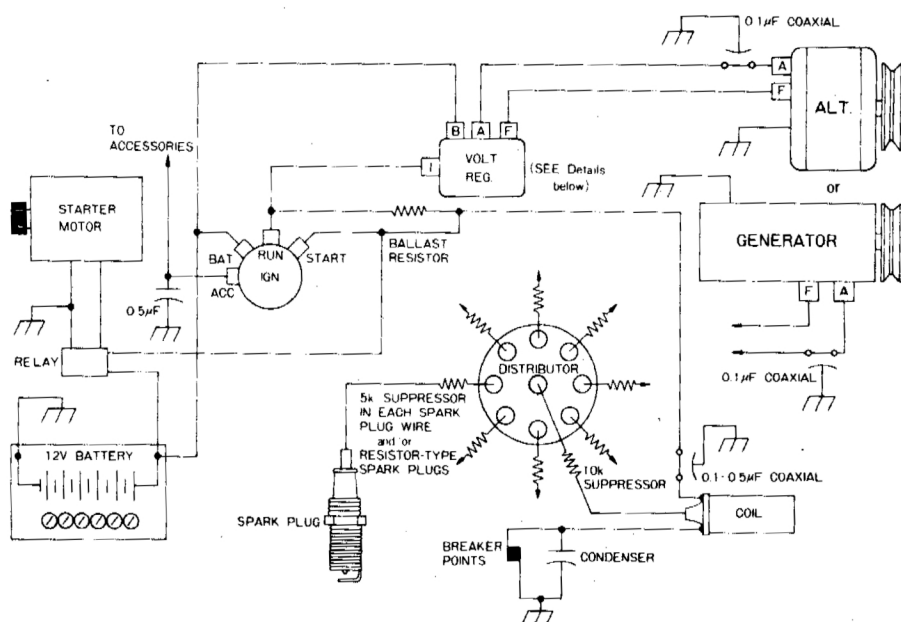 0.1µF COAXIAL
A
F
ALT.
or
TO
ACCESSORIES
B
A
F
VOLT
REG.
I
(SEE Details
below)
STARTER
MOTOR
BALLAST
RESISTOR
BAT
RUN
START
IGN
ACC
0.5µF
GENERATOR
F
A
0.1µF COAXIAL
RELAY
DISTRIBUTOR
5k SUPPRESSOR
IN EACH SPARK
PLUG WIRE
and/or
RESISTOR-TYPE
SPARK PLUGS
12V BATTERY
10k
SUPPRESSOR
0.1-0.5µF COAXIAL
COIL
SPARK PLUG
BREAKER
POINTS
CONDENSER